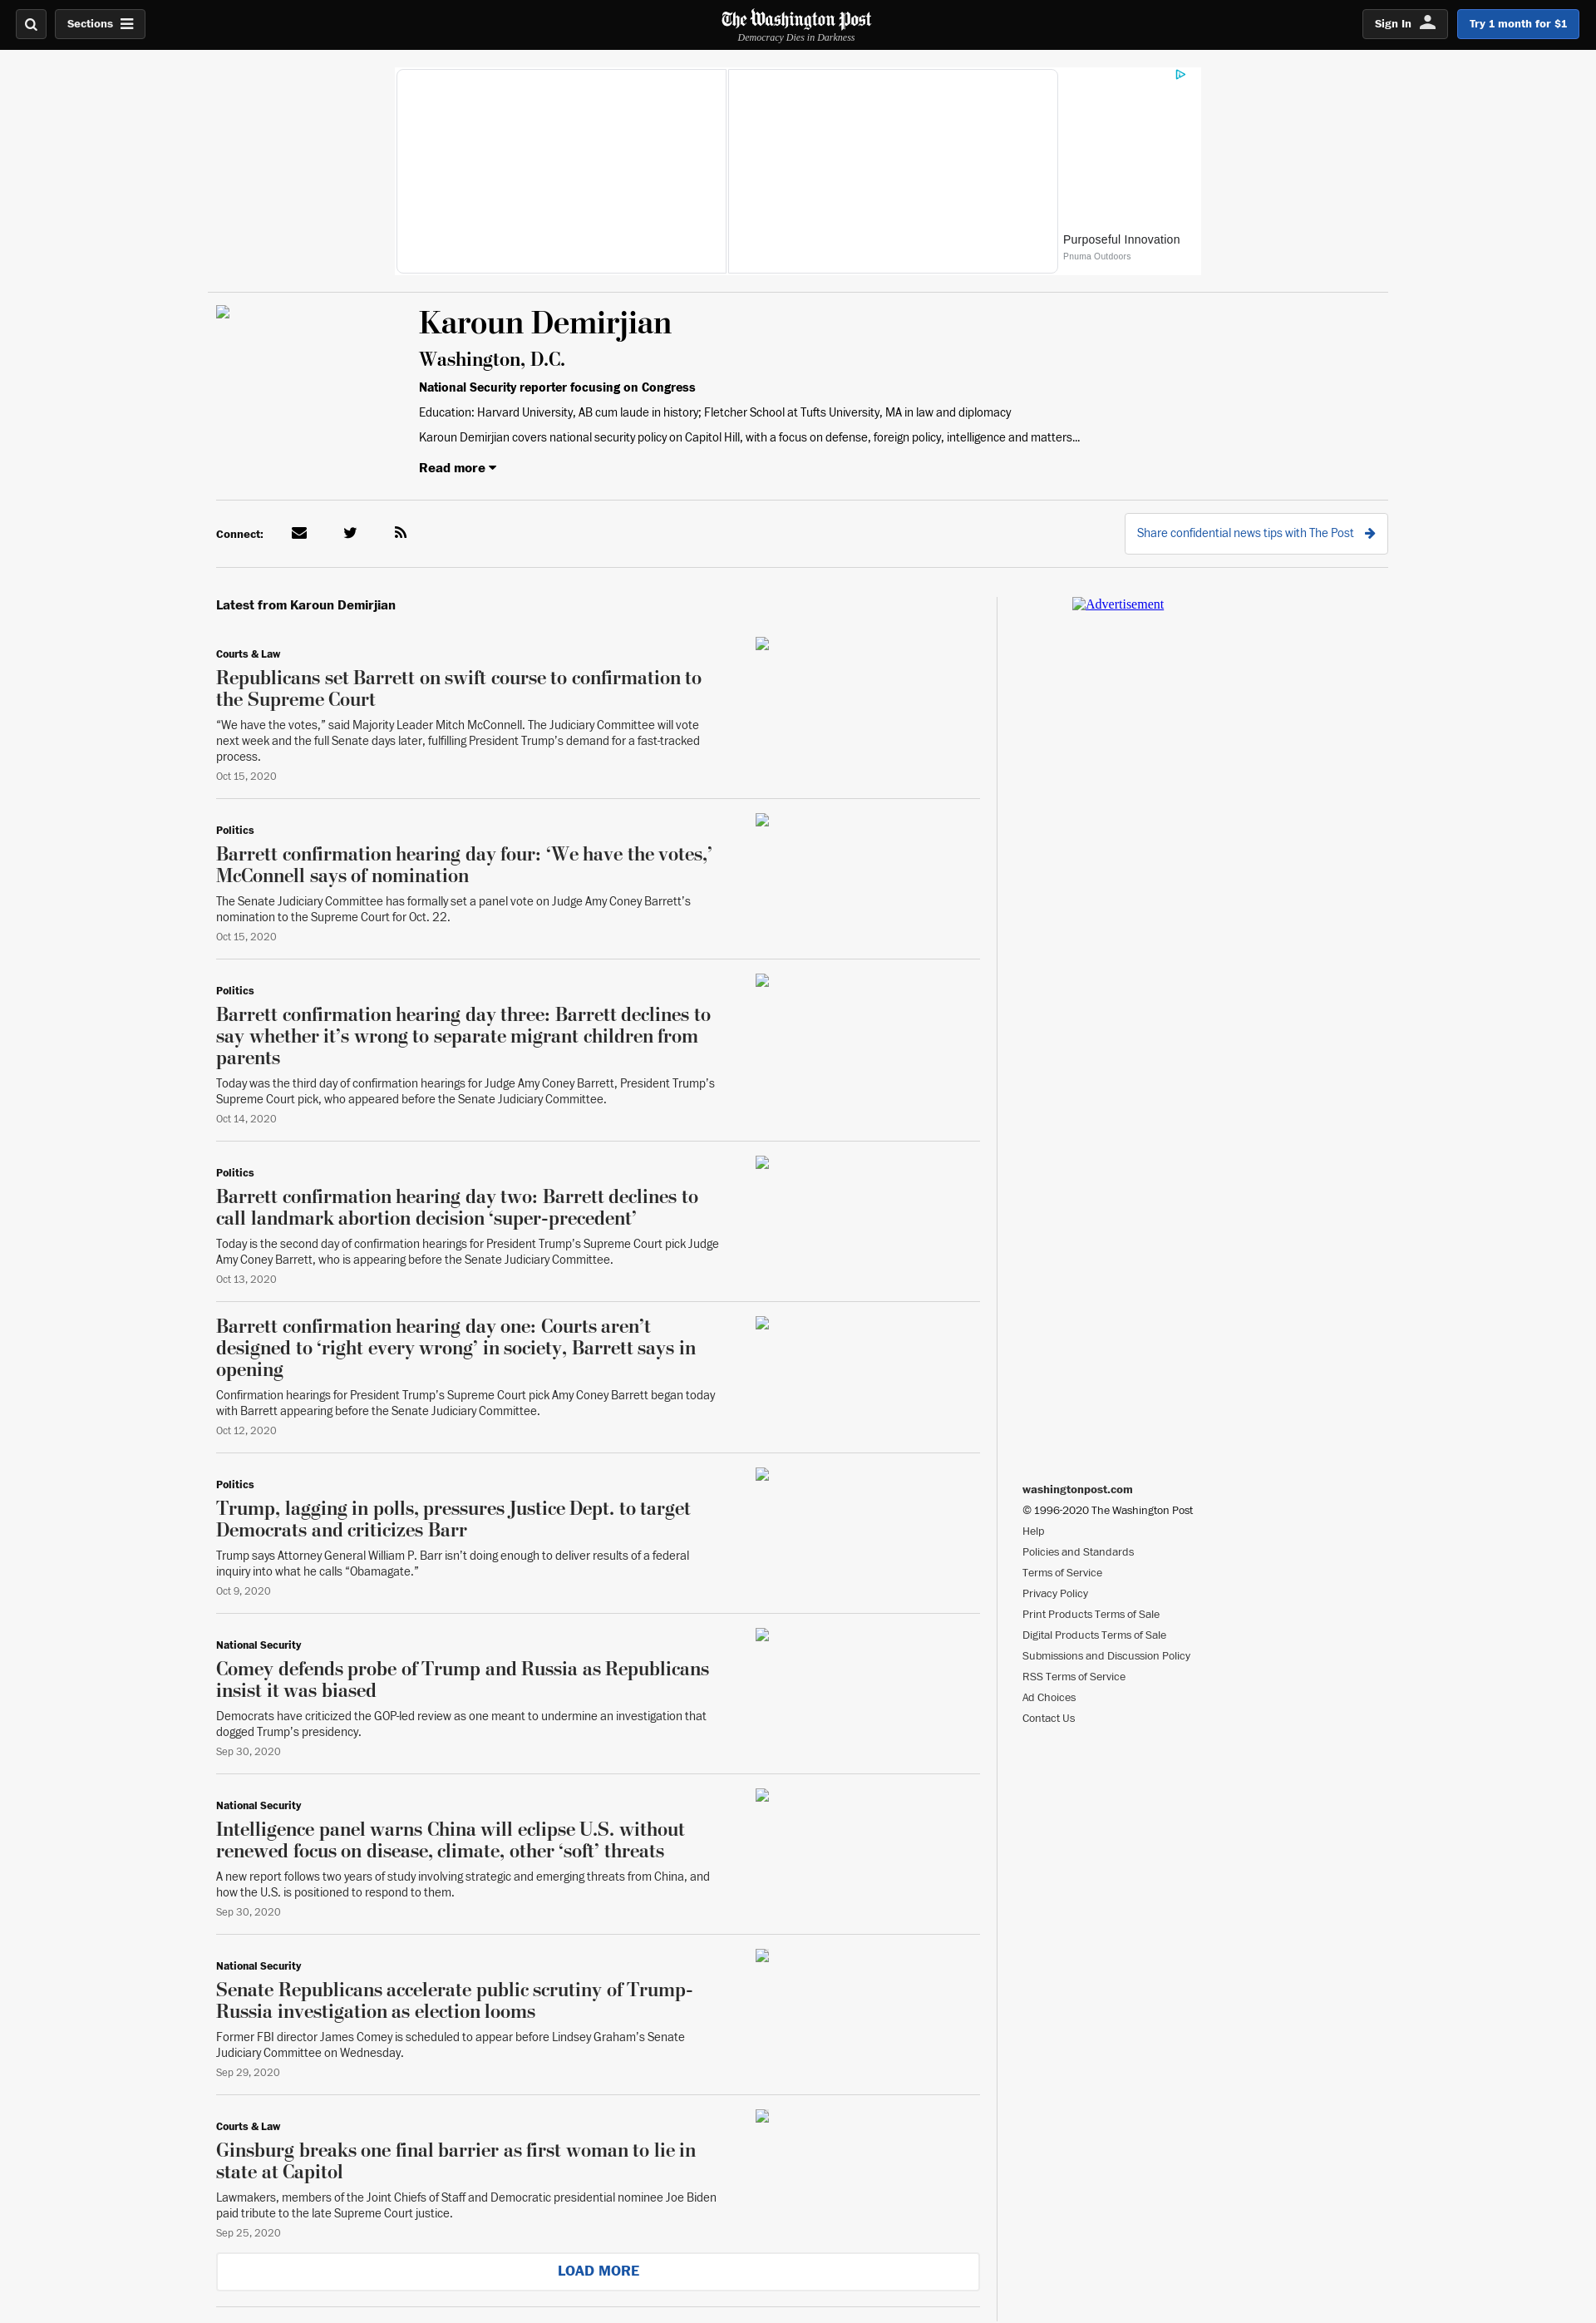 Sections
The Washington Post
Democracy Dies in Darkness
Sign In
Try 1 month for $1
Purposeful Innovation
Pnuma Outdoors
Karoun Demirjian
Washington, D.C.
National Security reporter focusing on Congress
Education: Harvard University, AB cum laude in history; Fletcher School at Tufts University, MA in law and diplomacy
Karoun Demirjian covers national security policy on Capitol Hill, with a focus on defense, foreign policy, intelligence and matters...
Read more
Connect:
Share confidential news tips with The Post
Latest from Karoun Demirjian
Courts & Law
Republicans set Barrett on swift course to confirmation to
the Supreme Court
“We have the votes,” said Majority Leader Mitch McConnell. The Judiciary Committee will vote
next week and the full Senate days later, fulfilling President Trump’s demand for a fast-tracked
process.
Oct 15, 2020
Politics
Barrett confirmation hearing day four: ‘We have the votes,’
McConnell says of nomination
The Senate Judiciary Committee has formally set a panel vote on Judge Amy Coney Barrett’s
nomination to the Supreme Court for Oct. 22.
Oct 15, 2020
Politics
Barrett confirmation hearing day three: Barrett declines to
say whether it’s wrong to separate migrant children from
parents
Today was the third day of confirmation hearings for Judge Amy Coney Barrett, President Trump’s
Supreme Court pick, who appeared before the Senate Judiciary Committee.
Oct 14, 2020
Politics
Barrett confirmation hearing day two: Barrett declines to
call landmark abortion decision ‘super-precedent’
Today is the second day of confirmation hearings for President Trump’s Supreme Court pick Judge
Amy Coney Barrett, who is appearing before the Senate Judiciary Committee.
Oct 13, 2020
Barrett confirmation hearing day one: Courts aren’t
designed to ‘right every wrong’ in society, Barrett says in
opening
Confirmation hearings for President Trump’s Supreme Court pick Amy Coney Barrett began today
with Barrett appearing before the Senate Judiciary Committee.
Oct 12, 2020
Politics
Trump, lagging in polls, pressures Justice Dept. to target
Democrats and criticizes Barr
Trump says Attorney General William P. Barr isn’t doing enough to deliver results of a federal
inquiry into what he calls “Obamagate.”
Oct 9, 2020
National Security
Comey defends probe of Trump and Russia as Republicans
insist it was biased
Democrats have criticized the GOP-led review as one meant to undermine an investigation that
dogged Trump’s presidency.
Sep 30, 2020
National Security
Intelligence panel warns China will eclipse U.S. without
renewed focus on disease, climate, other ‘soft’ threats
A new report follows two years of study involving strategic and emerging threats from China, and
how the U.S. is positioned to respond to them.
Sep 30, 2020
National Security
Senate Republicans accelerate public scrutiny of Trump-
Russia investigation as election looms
Former FBI director James Comey is scheduled to appear before Lindsey Graham’s Senate
Judiciary Committee on Wednesday.
Sep 29, 2020
Courts & Law
Ginsburg breaks one final barrier as first woman to lie in
state at Capitol
Lawmakers, members of the Joint Chiefs of Staff and Democratic presidential nominee Joe Biden
paid tribute to the late Supreme Court justice.
Sep 25, 2020
LOAD MORE
Advertisement
washingtonpost.com
© 1996-2020 The Washington Post
Help
Policies and Standards
Terms of Service
Privacy Policy
Print Products Terms of Sale
Digital Products Terms of Sale
Submissions and Discussion Policy
RSS Terms of Service
Ad Choices
Contact Us